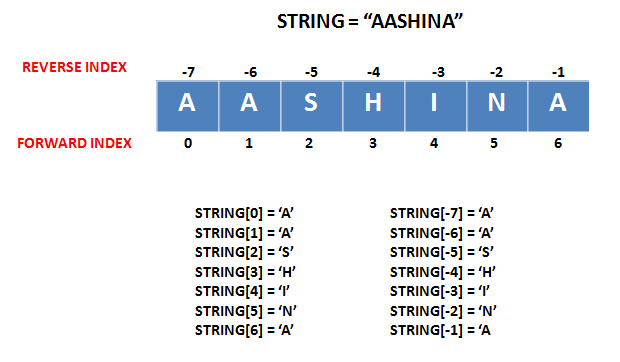 STRING = “AASHINA”
REVERSE INDEX -7 -6 -5 -4 -3 -2 -1
A A S H I N A
FORWARD INDEX 0 1 2 3 4 5 6
STRING[0] = ‘A’ STRING[-7] = ‘A’
STRING[1] = ‘A’ STRING[-6] = ‘A’
STRING[2] = ‘S’ STRING[-5] = ‘S’
STRING[3] = ‘H’ STRING[-4] = ‘H’
STRING[4] = ‘I’ STRING[-3] = ‘I’
STRING[5] = ‘N’ STRING[-2] = ‘N’
STRING[6] = ‘A’ STRING[-1] = ‘A